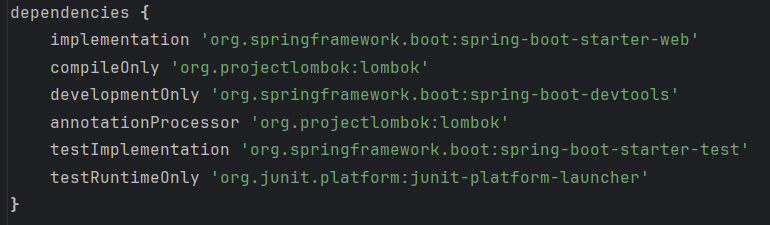 dependencies {
    implementation 'org.springframework.boot:spring-boot-starter-web'
    compileOnly 'org.projectlombok:lombok'
    developmentOnly 'org.springframework.boot:spring-boot-devtools'
    annotationProcessor 'org.projectlombok:lombok'
    testImplementation 'org.springframework.boot:spring-boot-starter-test'
    testRuntimeOnly 'org.junit.platform:junit-platform-launcher'
}